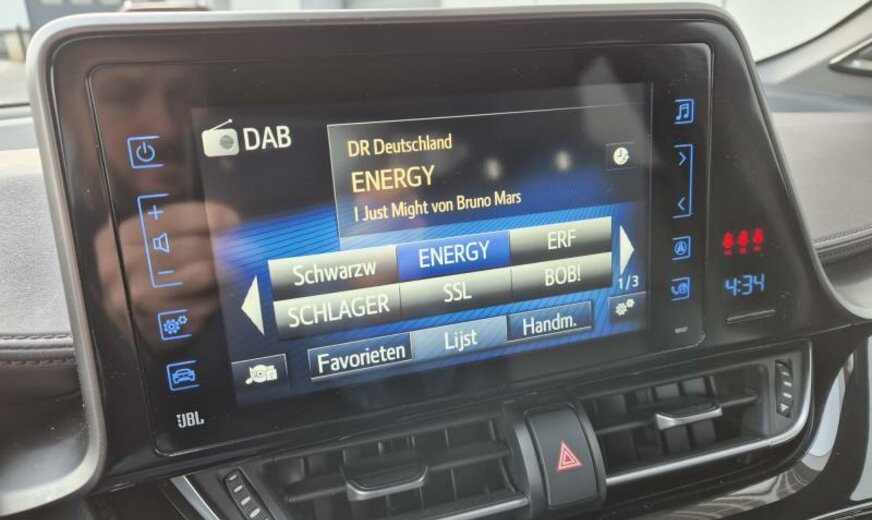 DAB
DR Deutschland
ENERGY
I Just Might von Bruno Mars
Schwarzw ENERGY ERF
SCHLAGER SSL BOB!
1/3
Favorieten Lijst Handm.
4:34
JBL